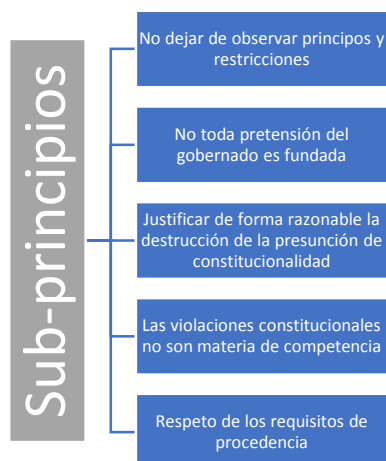 Sub-principios
No dejar de observar principos y
restricciones
No toda pretensión del
gobernado es fundada
Justificar de forma razonable la
destrucción de la presunción de
constitucionalidad
Las violaciones constitucionales
no son materia de competencia
Respeto de los requisitos de
procedencia